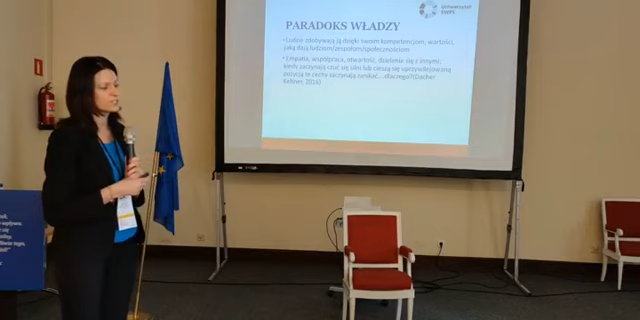 Uniwersytet
SWPS
PARADOKS WŁADZY
Ludzie zdobywają ją dzięki swoim kompetencjom, wartości,
jaką dają ludziom/zespołom/społecznościom
Empatia, współpraca, otwartość, dzielenie się z innymi;
kiedy zaczynają czuć się silni lub cieszą się uprzywilejowaną
pozycją te cechy zaczynają zanikać....dlaczego?(Dacher
Keltner, 2016)